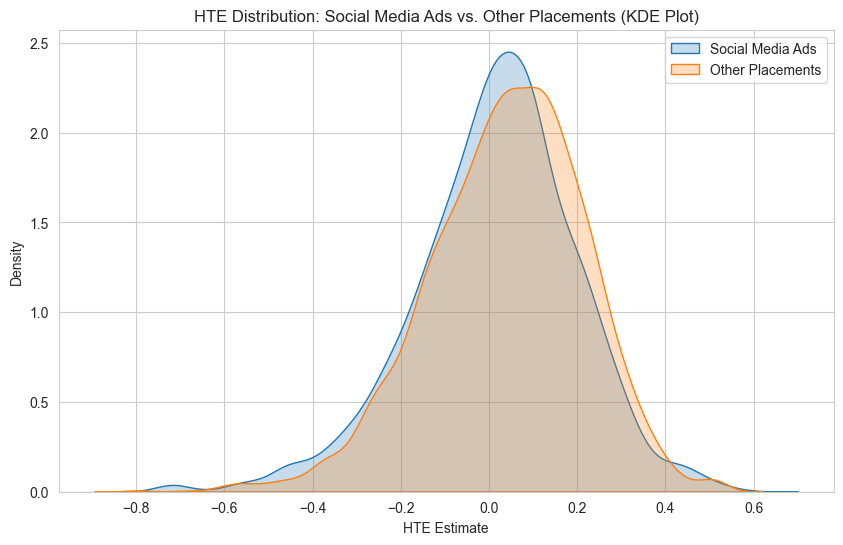 HTE Distribution: Social Media Ads vs. Other Placements (KDE Plot)
Social Media Ads
Other Placements
2.5
2.0
1.5
1.0
0.5
0.0
Density
−0.8 −0.6 −0.4 −0.2 0.0 0.2 0.4 0.6
HTE Estimate